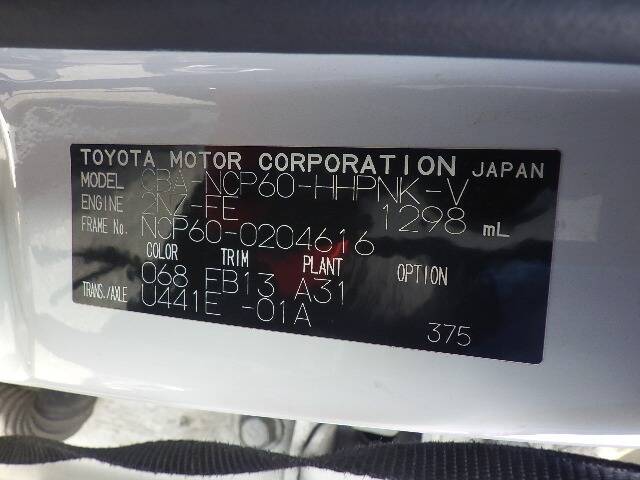 TOYOTA MOTOR CORPORATION JAPAN
MODEL CBA-NCP60-HHPNK-V
ENGINE 2NZ-FE 1298 mL
FRAME No. NCP60-0204616
COLOR TRIM PLANT OPTION
068 EB13 A31
TRANS./AXLE U441E -01A
375